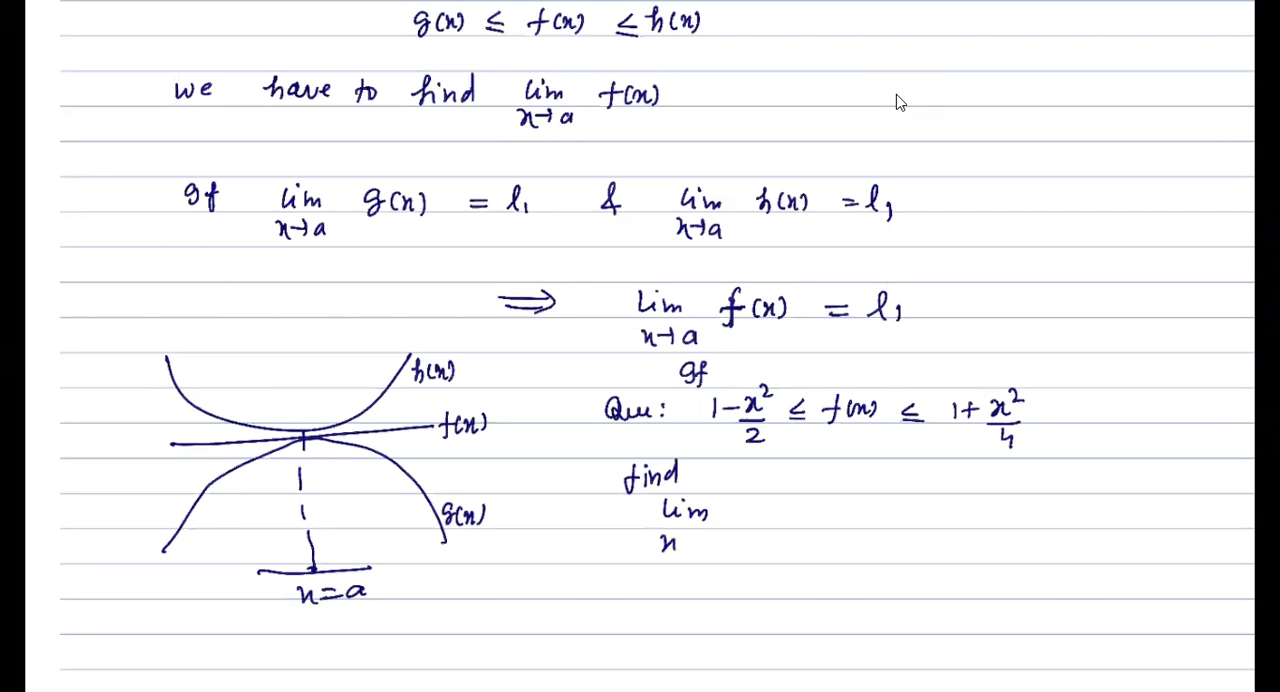 g(x) ≤ f(x) ≤ h(x)
we have to find lim f(x)
x→a
If lim g(x) = l₁ & lim h(x) = l₁
x→a x→a
⇒ lim f(x) = l₁
x→a
h(x)
f(x)
g(x)
x=a
If
Que: 1-x²/2 ≤ f(x) ≤ 1+x²/4
find
lim
x